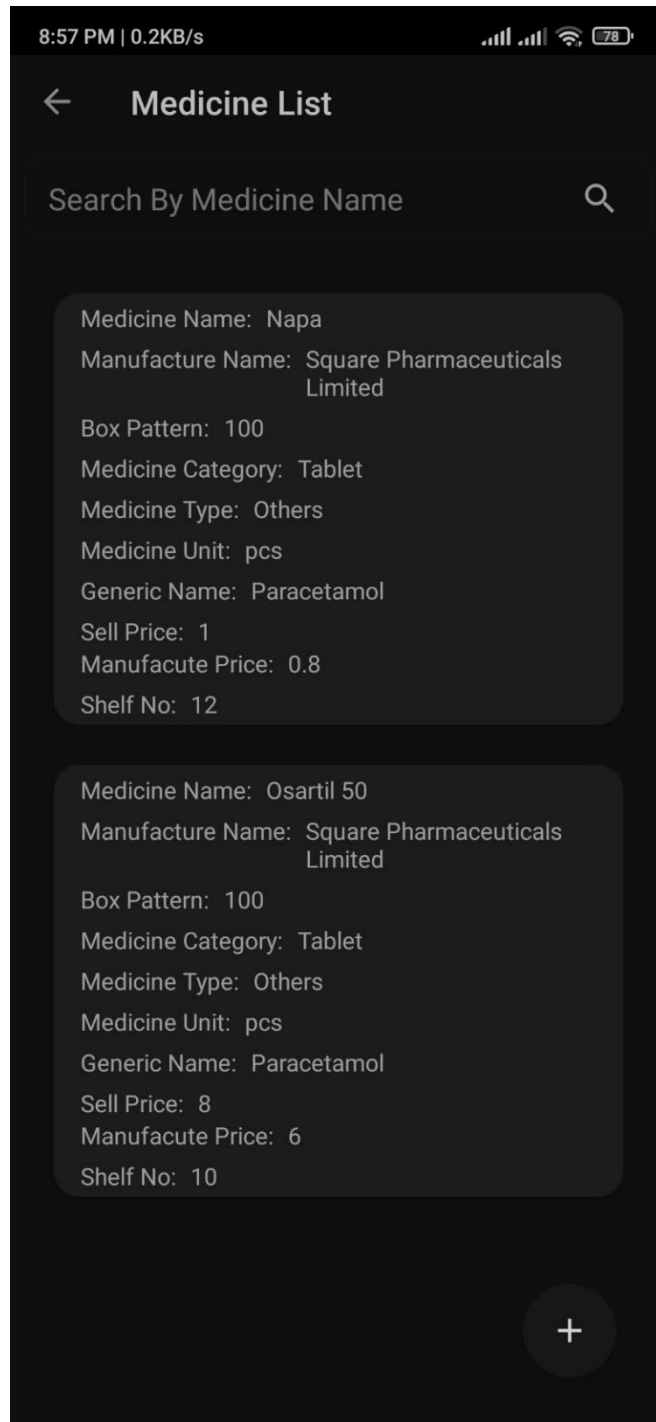 8:57 PM | 0.2KB/s
78
Medicine List
Search By Medicine Name
Medicine Name: Napa
Manufacture Name: Square Pharmaceuticals
Limited
Box Pattern: 100
Medicine Category: Tablet
Medicine Type: Others
Medicine Unit: pcs
Generic Name: Paracetamol
Sell Price: 1
Manufacute Price: 0.8
Shelf No: 12
Medicine Name: Osartil 50
Manufacture Name: Square Pharmaceuticals
Limited
Box Pattern: 100
Medicine Category: Tablet
Medicine Type: Others
Medicine Unit: pcs
Generic Name: Paracetamol
Sell Price: 8
Manufacute Price: 6
Shelf No: 10
+